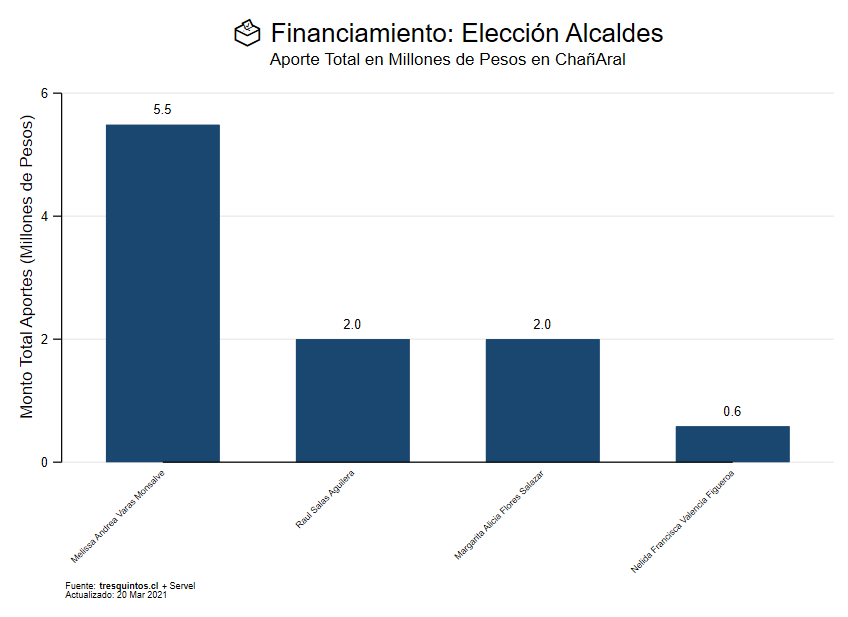 Financiamiento: Elección Alcaldes
Aporte Total en Millones de Pesos en ChañAral
Monto Total Aportes (Millones de Pesos)
6
4
2
0
5.5
2.0
2.0
0.6
Melissa Andrea Varas Monsalve
Raul Salas Aguilera
Margarita Alicia Flores Salazar
Nelida Francisca Valencia Figueroa
Fuente: tresquintos.cl + Servel
Actualizado: 20 Mar 2021